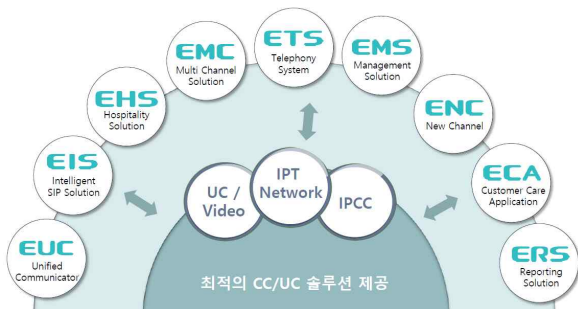 ETS
Telephony
System
EMC
Multi Channel
Solution
EMS
Management
Solution
EHS
Hospitality
Solution
ENC
New Channel
EIS
Intelligent
SIP Solution
ECA
Customer Care
Application
EUC
Unified
Communicator
ERS
Reporting
Solution
UC /
Video
IPT
Network
IPCC
최적의 CC/UC 솔루션 제공